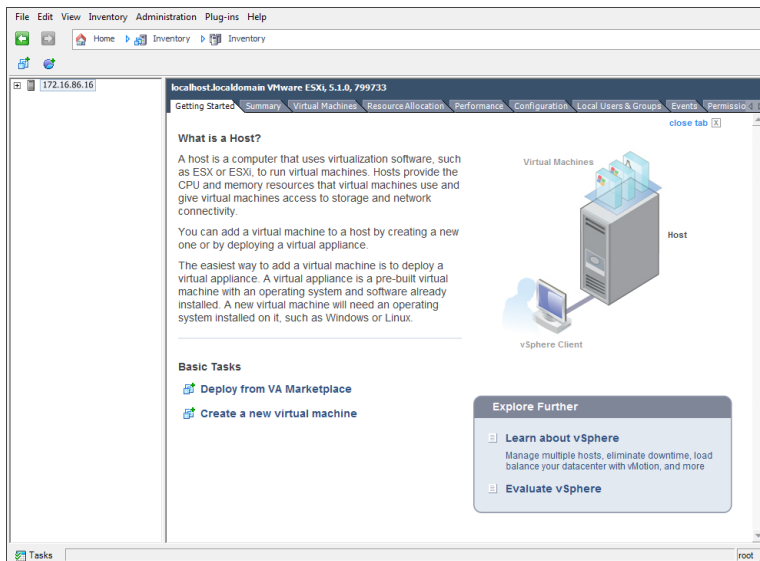 File Edit View Inventory Administration Plug-ins Help
Home Inventory Inventory
172.16.86.16
localhost.localdomain VMware ESXi, 5.1.0, 799733
Getting Started Summary Virtual Machines Resource Allocation Performance Configuration Local Users & Groups Events Permissio
close tab X
What is a Host?
A host is a computer that uses virtualization software, such
as ESX or ESXi, to run virtual machines. Hosts provide the
CPU and memory resources that virtual machines use and
give virtual machines access to storage and network
connectivity.
You can add a virtual machine to a host by creating a new
one or by deploying a virtual appliance.
The easiest way to add a virtual machine is to deploy a
virtual appliance. A virtual appliance is a pre-built virtual
machine with an operating system and software already
installed. A new virtual machine will need an operating
system installed on it, such as Windows or Linux.
Virtual Machines
Host
vSphere Client
Basic Tasks
Deploy from VA Marketplace
Create a new virtual machine
Explore Further
Learn about vSphere
Manage multiple hosts, eliminate downtime, load
balance your datacenter with vMotion, and more
Evaluate vSphere
Tasks
root